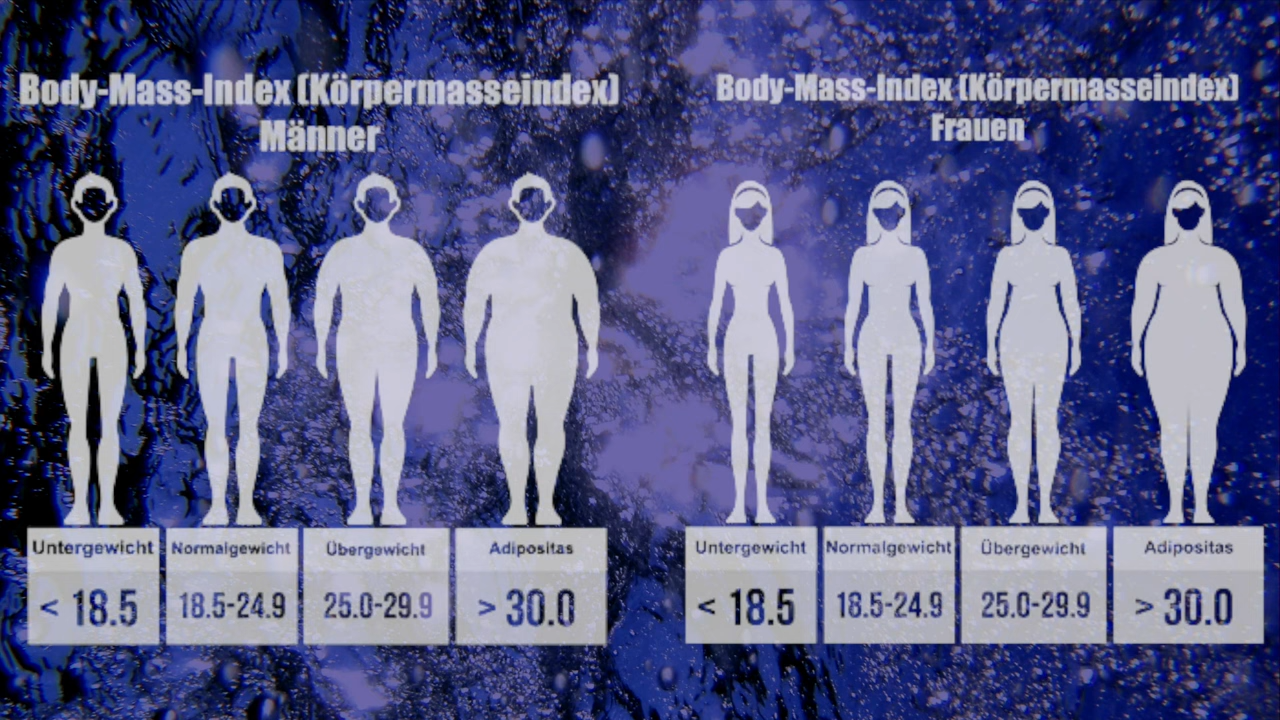 Body-Mass-Index (Körpermasseindex)
Männer
Untergewicht
Normalgewicht
Übergewicht
Adipositas
< 18.5
18.5-24.9
25.0-29.9
> 30.0
Body-Mass-Index (Körpermasseindex)
Frauen
Untergewicht
Normalgewicht
Übergewicht
Adipositas
< 18.5
18.5-24.9
25.0-29.9
> 30.0